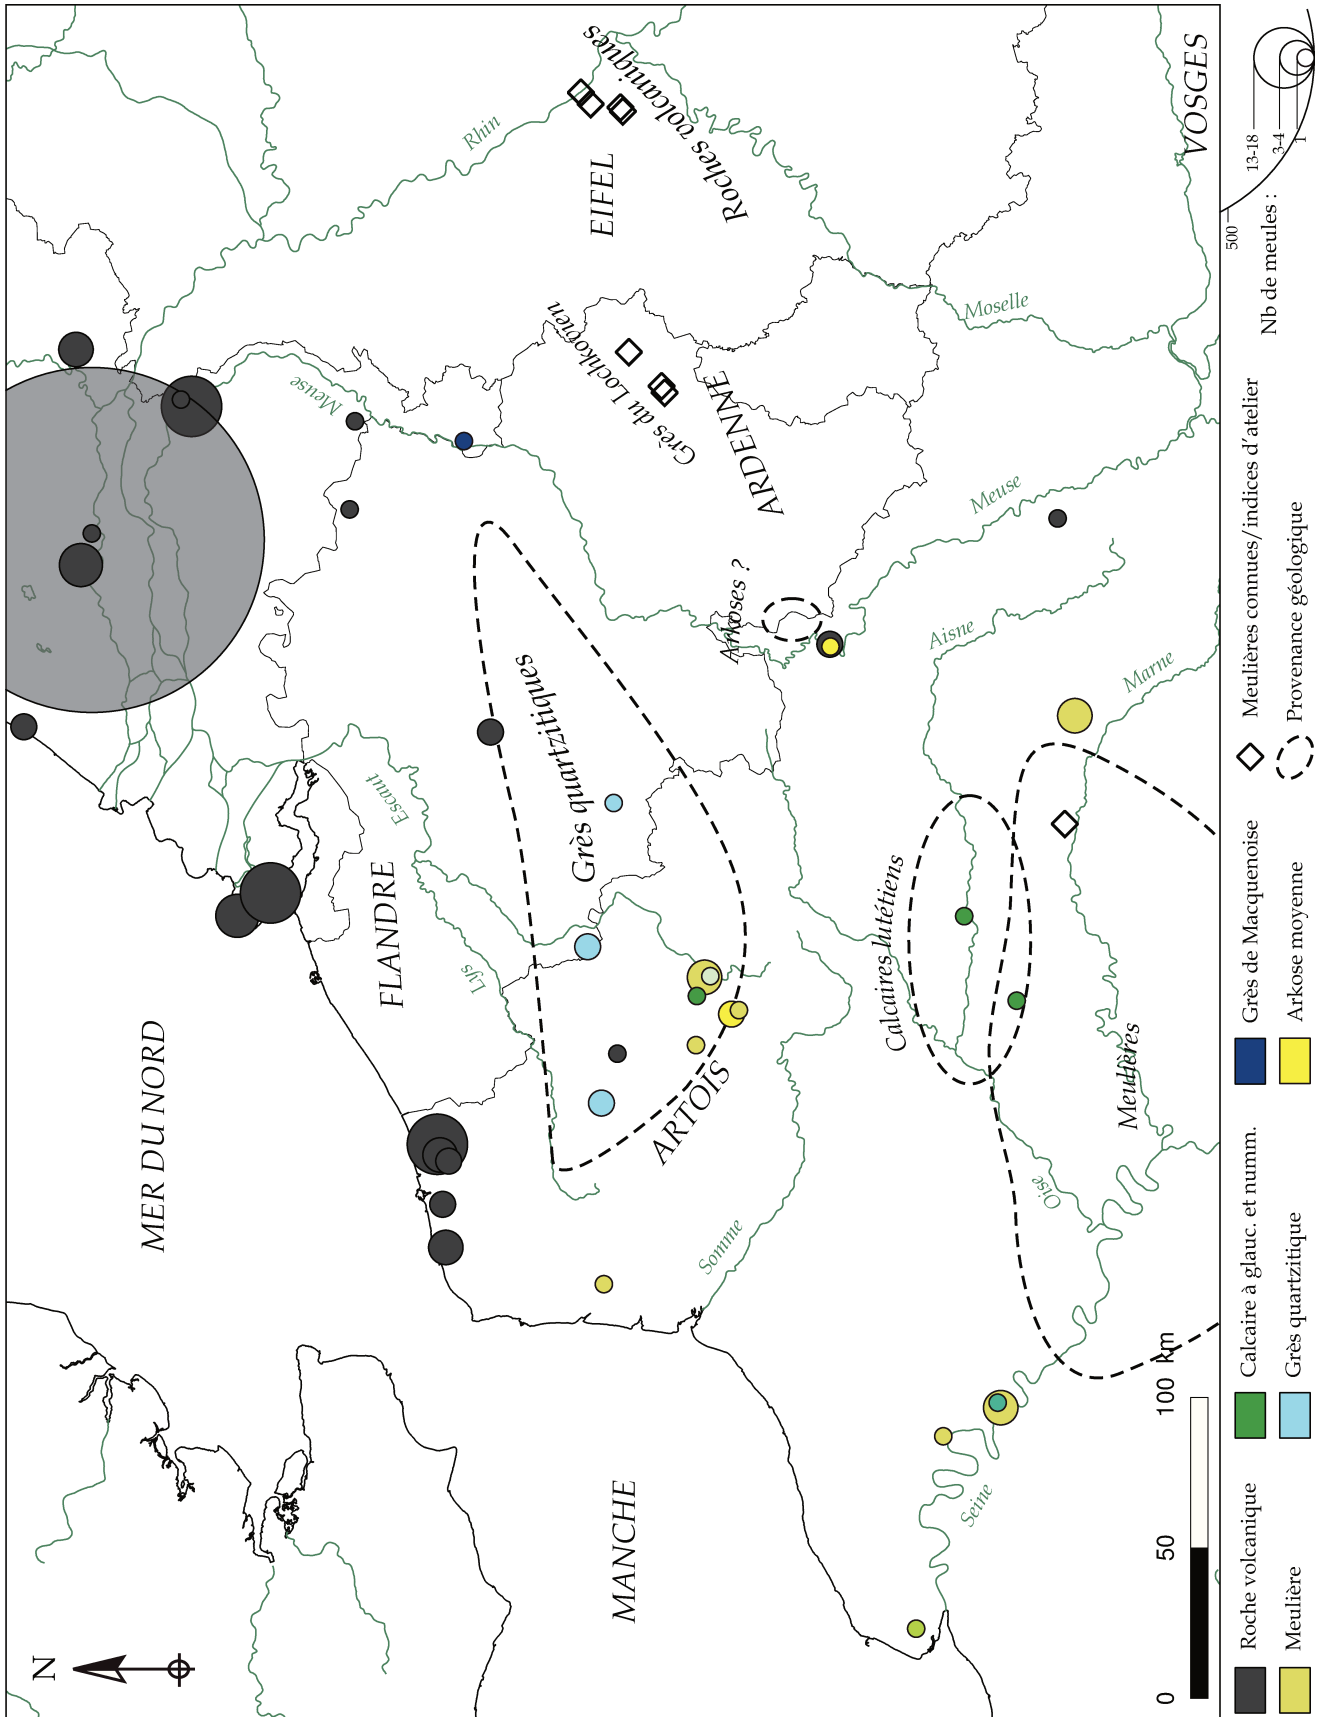 N
MER DU NORD
MANCHE
FLANDRE
ARTOIS
ARDENNE
EIFEL
VOSGES
Rhin
Meuse
Escaut
Lys
Somme
Seine
Oise
Aisne
Marne
Meuse
Moselle
Roches volcaniques
Grès du Lochkovien
Grès quartzitiques
Arkoses ?
Calcaires lutétiens
Meulières
0 50 100 km
Roche volcanique
Meulière
Calcaire à glauc. et numm.
Grès quartzitique
Grès de Macquenoise
Arkose moyenne
Meulières connues/indices d'atelier
Provenance géologique
Nb de meules :
500
13-18
3-4
1